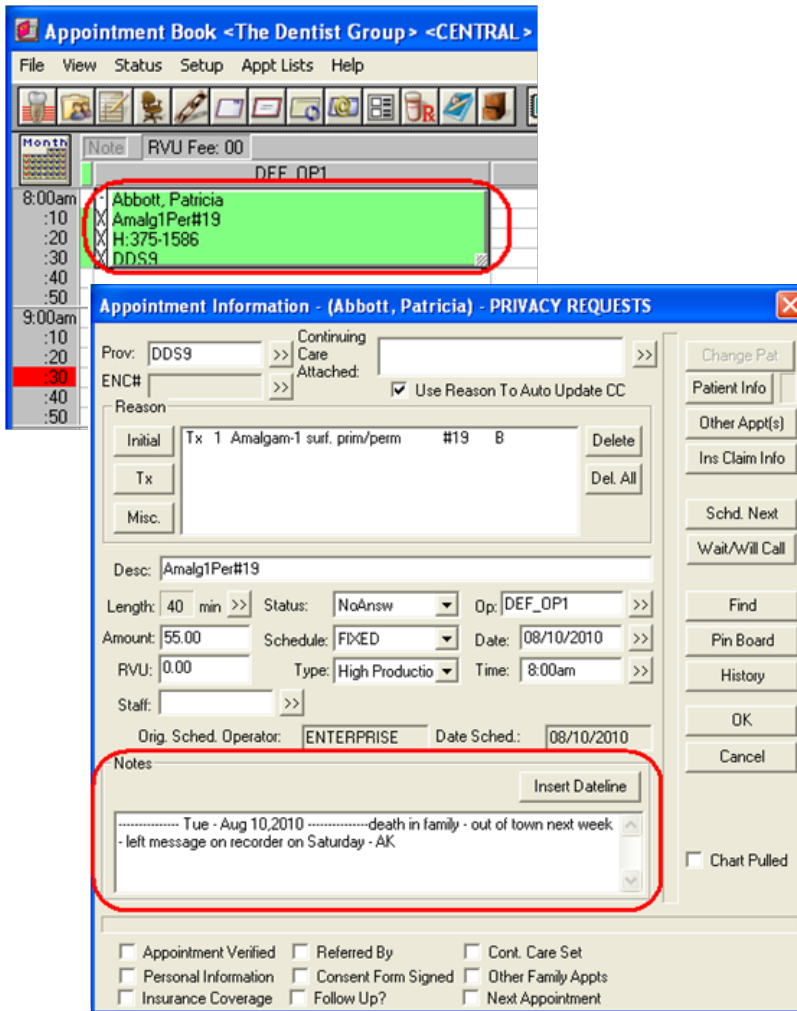 Appointment Book <The Dentist Group> <CENTRAL>
File View Status Setup Appt Lists Help
Month Note RVU Fee: 00
DEF_OP1
8:00am Abbott, Patricia
:10 X Amalg1Per#19
:20 X H:375-1586
:30 X DDS9
:40
:50
9:00am
:10
:20
:30
:40
:50
Appointment Information - (Abbott, Patricia) - PRIVACY REQUESTS
Prov: DDS9 >> Continuing Care Attached: >> Change Pat
ENC# >> Use Reason To Auto Update CC Patient Info
Reason Other Appt(s)
Initial Tx 1 Amalgam-1 surf. prim/perm #19 B Delete Ins Claim Info
Tx Del. All
Misc. Schd. Next
Wait/Will Call
Desc: Amalg1Per#19
Length: 40 min >> Status: NoAnsw Op: DEF_OP1 >> Find
Amount: 55.00 Schedule: FIXED Date: 08/10/2010 >> Pin Board
RVU: 0.00 Type: High Productio Time: 8:00am >> History
Staff: >>
OK
Orig. Sched. Operator: ENTERPRISE Date Sched.: 08/10/2010
Cancel
Notes
Insert Dateline
--------------- Tue - Aug 10,2010 ---------------death in family - out of town next week
- left message on recorder on Saturday - AK
Chart Pulled
Appointment Verified Referred By Cont. Care Set
Personal Information Consent Form Signed Other Family Appts
Insurance Coverage Follow Up? Next Appointment